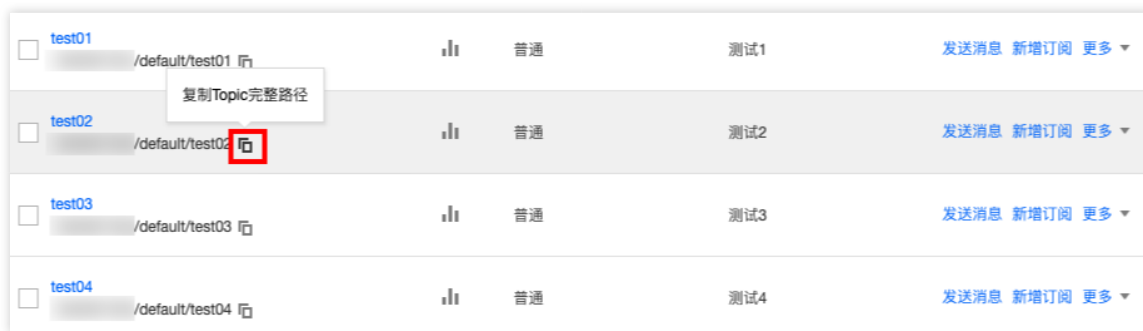 test01
/default/test01
普通
测试1
发送消息 新增订阅 更多
复制Topic完整路径
test02
/default/test02
普通
测试2
发送消息 新增订阅 更多
test03
/default/test03
普通
测试3
发送消息 新增订阅 更多
test04
/default/test04
普通
测试4
发送消息 新增订阅 更多